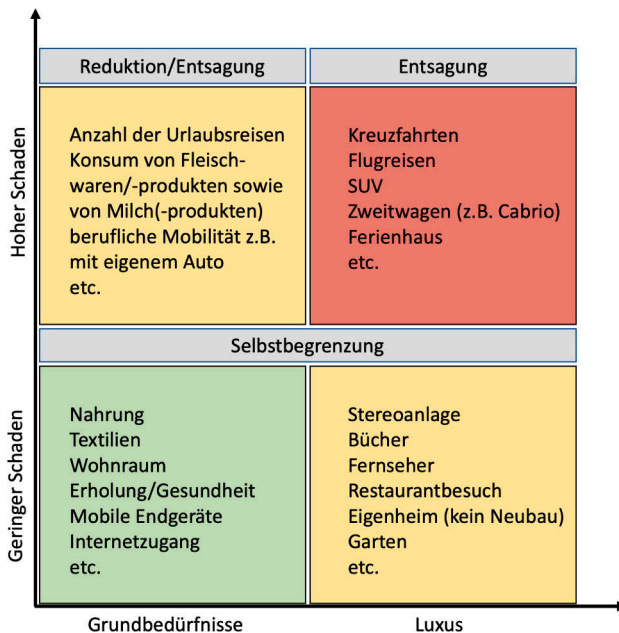 Reduktion/Entsagung
Entsagung
Hoher Schaden
Anzahl der Urlaubsreisen
Konsum von Fleisch-
waren/-produkten sowie
von Milch(-produkten)
berufliche Mobilität z.B.
mit eigenem Auto
etc.
Kreuzfahrten
Flugreisen
SUV
Zweitwagen (z.B. Cabrio)
Ferienhaus
etc.
Selbstbegrenzung
Geringer Schaden
Nahrung
Textilien
Wohnraum
Erholung/Gesundheit
Mobile Endgeräte
Internetzugang
etc.
Stereoanlage
Bücher
Fernseher
Restaurantbesuch
Eigenheim (kein Neubau)
Garten
etc.
Grundbedürfnisse
Luxus